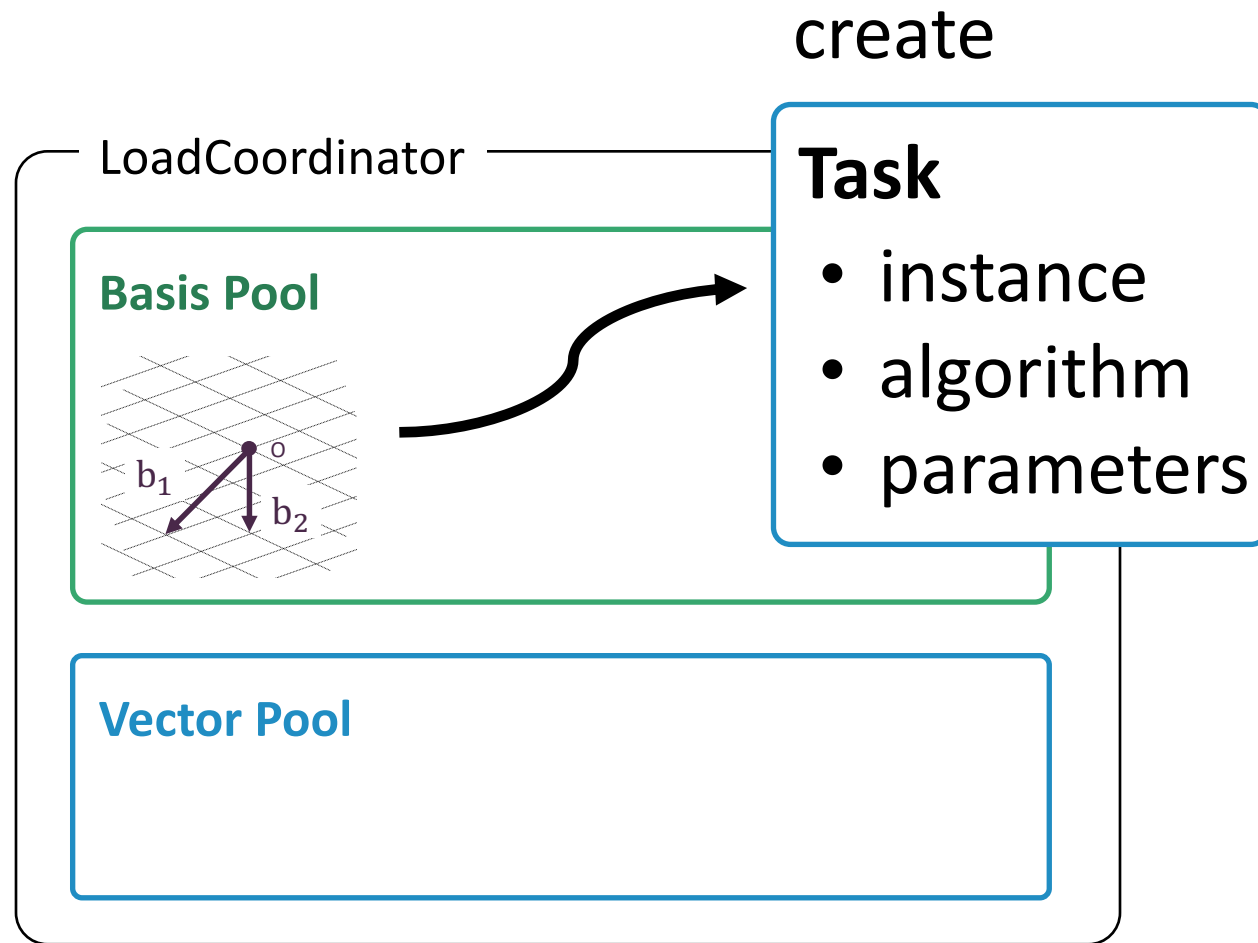 create
LoadCoordinator
Task
• instance
• algorithm
• parameters
Basis Pool
O
b₁
b₂
Vector Pool